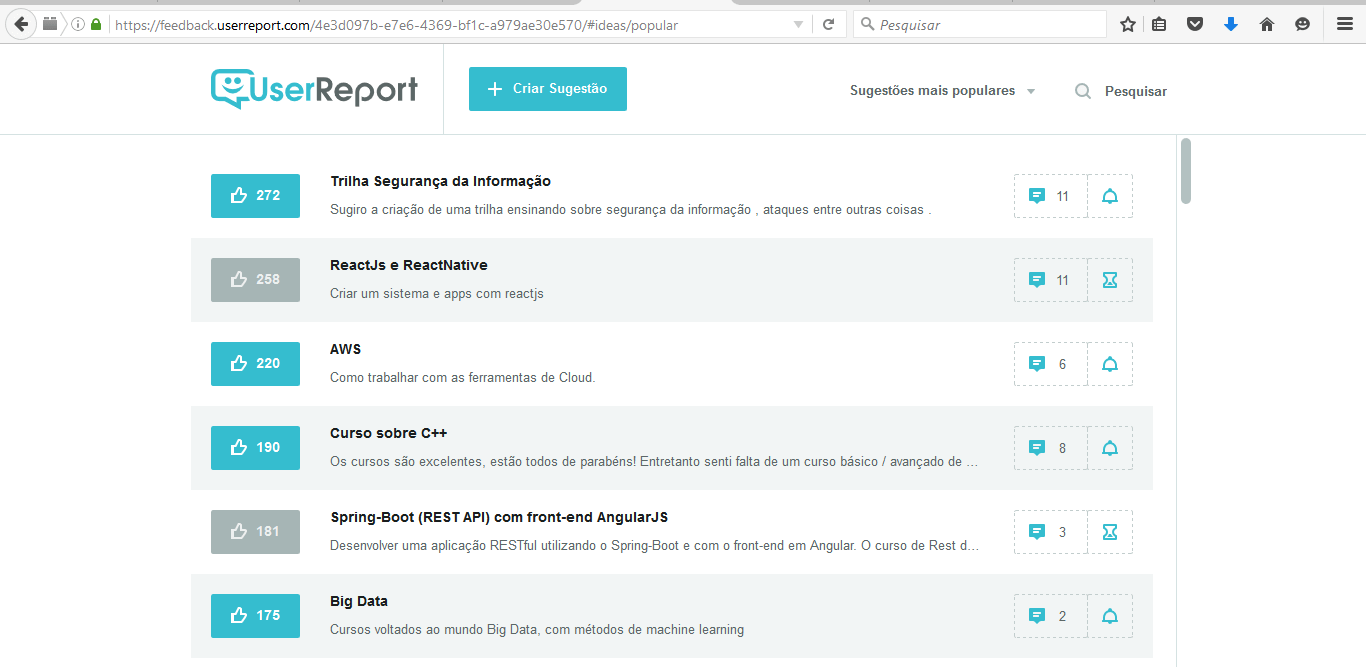 https://feedback.userreport.com/4e3d097b-e7e6-4369-bf1c-a979ae30e570/#ideas/popular
Pesquisar
UserReport
Criar Sugestão
Sugestões mais populares
Pesquisar
272
Trilha Segurança da Informação
Sugiro a criação de uma trilha ensinando sobre segurança da informação , ataques entre outras coisas .
11
258
ReactJs e ReactNative
Criar um sistema e apps com reactjs
11
220
AWS
Como trabalhar com as ferramentas de Cloud.
6
190
Curso sobre C++
Os cursos são excelentes, estão todos de parabéns! Entretanto senti falta de um curso básico / avançado de ...
8
181
Spring-Boot (REST API) com front-end AngularJS
Desenvolver uma aplicação RESTful utilizando o Spring-Boot e com o front-end em Angular. O curso de Rest d...
3
175
Big Data
Cursos voltados ao mundo Big Data, com métodos de machine learning
2